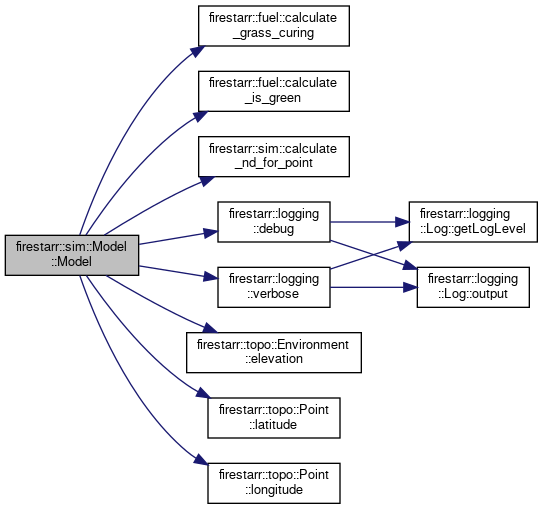 firestarr::fuel::calculate
_grass_curing
firestarr::fuel::calculate
_is_green
firestarr::sim::calculate
_nd_for_point
firestarr::logging
::debug
firestarr::logging
::Log::getLogLevel
firestarr::sim::Model
::Model
firestarr::logging
::verbose
firestarr::logging
::Log::output
firestarr::topo::Environment
::elevation
firestarr::topo::Point
::latitude
firestarr::topo::Point
::longitude